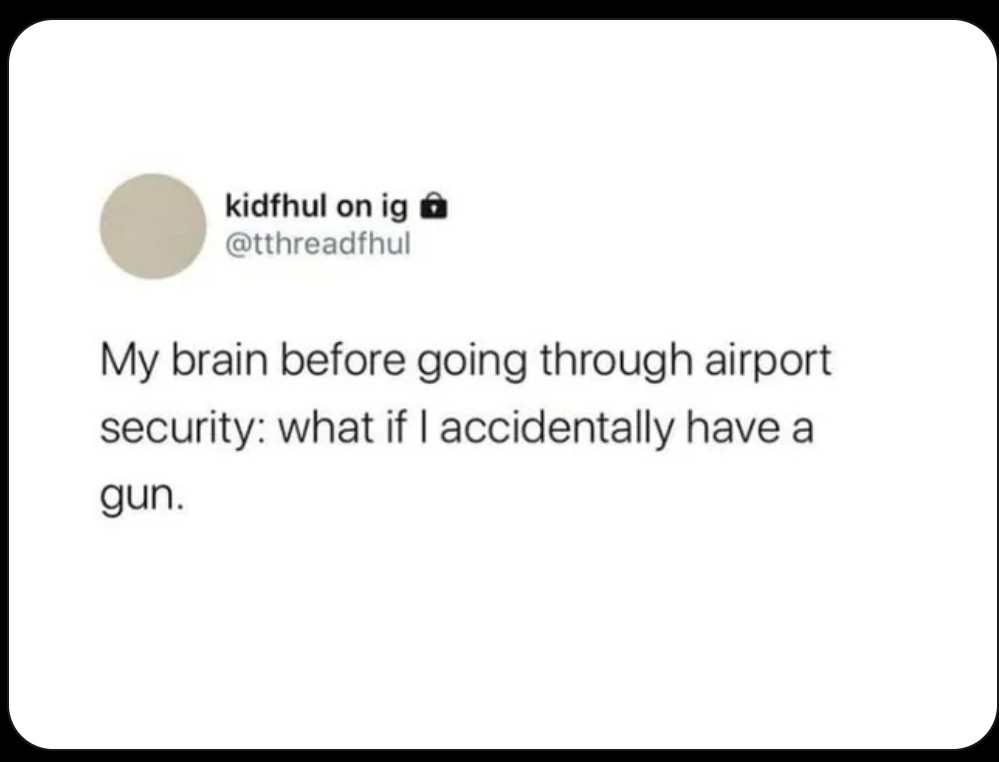 kidfhul on ig
@tthreadfhul
My brain before going through airport
security: what if I accidentally have a
gun.